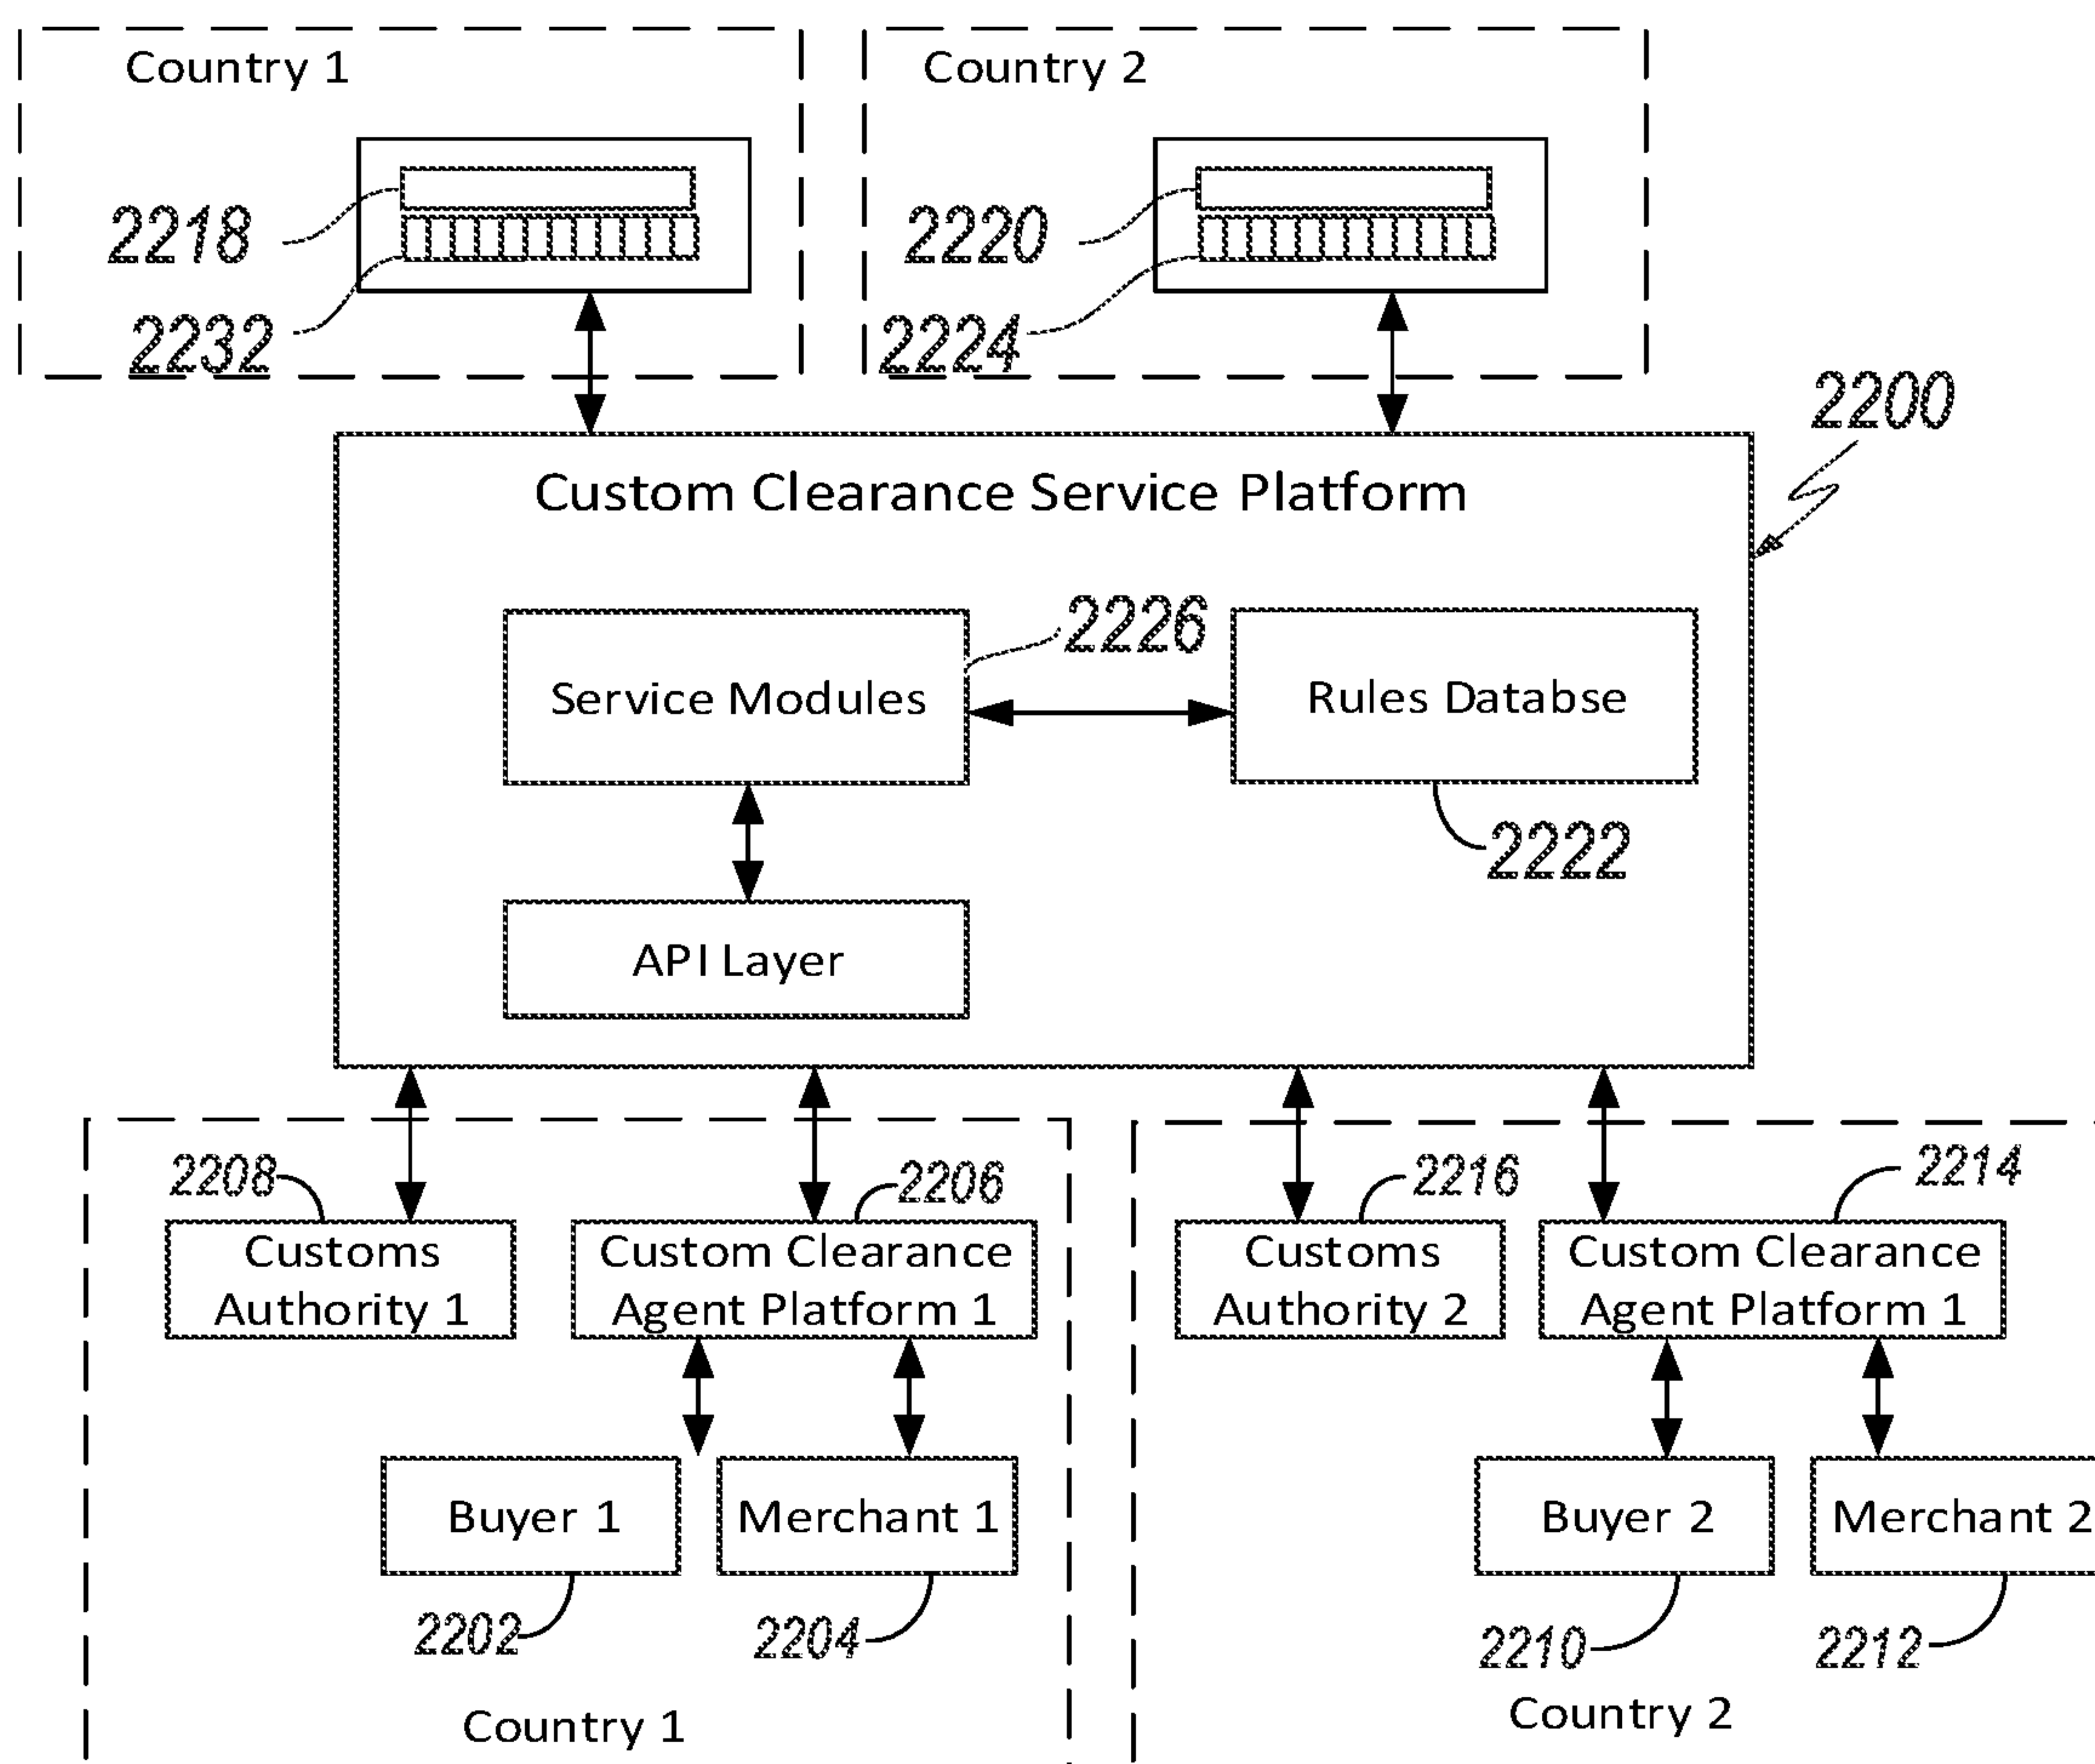 Country 1
Country 2
2218
2220
2232
2224
2200
Custom Clearance Service Platform
2226
Service Modules
Rules Databse
2222
API Layer
2208
2206
2216
2214
Customs
Authority 1
Custom Clearance
Agent Platform 1
Customs
Authority 2
Custom Clearance
Agent Platform 1
Buyer 1
Merchant 1
Buyer 2
Merchant 2
2202
2204
2210
2212
Country 1
Country 2